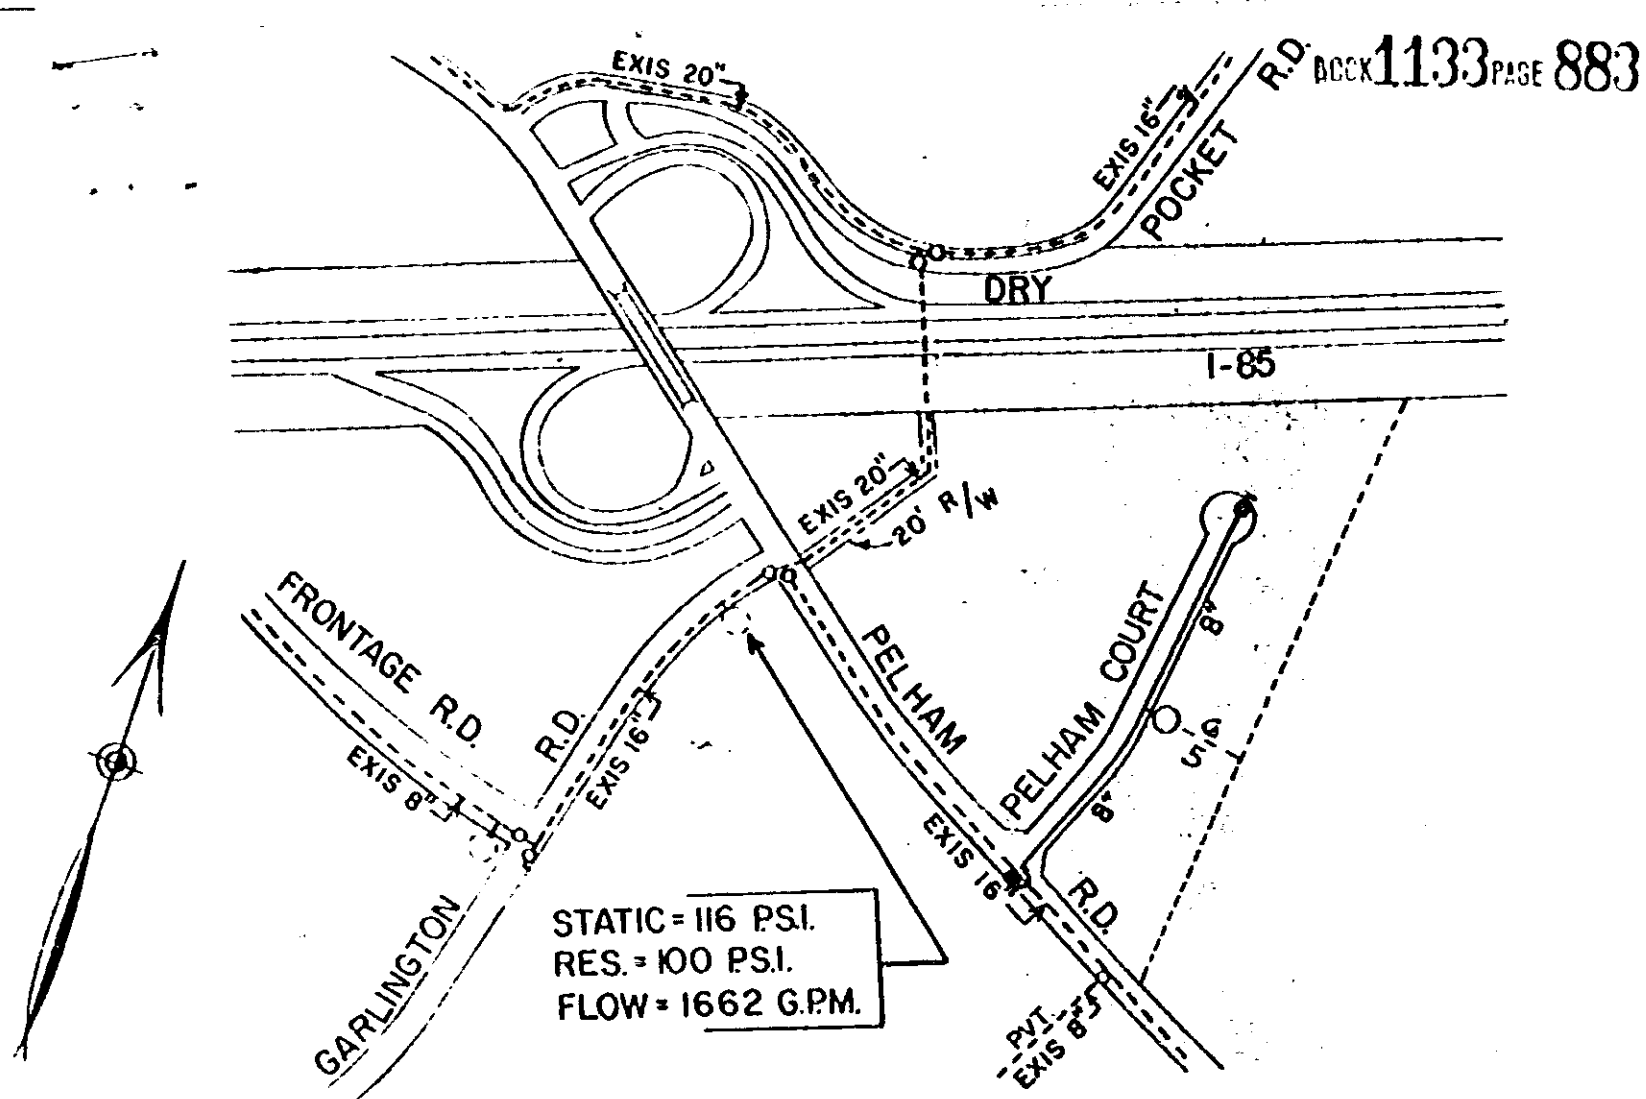 BOOK 1133 PAGE 883
EXIS 20"
EXIS 16"
DRY POCKET R.D.
I-85
EXIS 20"
20' R/W
FRONTAGE R.D.
EXIS 8"
GARLINGTON R.D.
EXIS 16"
PELHAM R.D.
EXIS 16"
PELHAM COURT
8"
8"
STATIC = 116 P.S.I.
RES. = 100 P.S.I.
FLOW = 1662 G.P.M.
PVT.
EXIS 8"